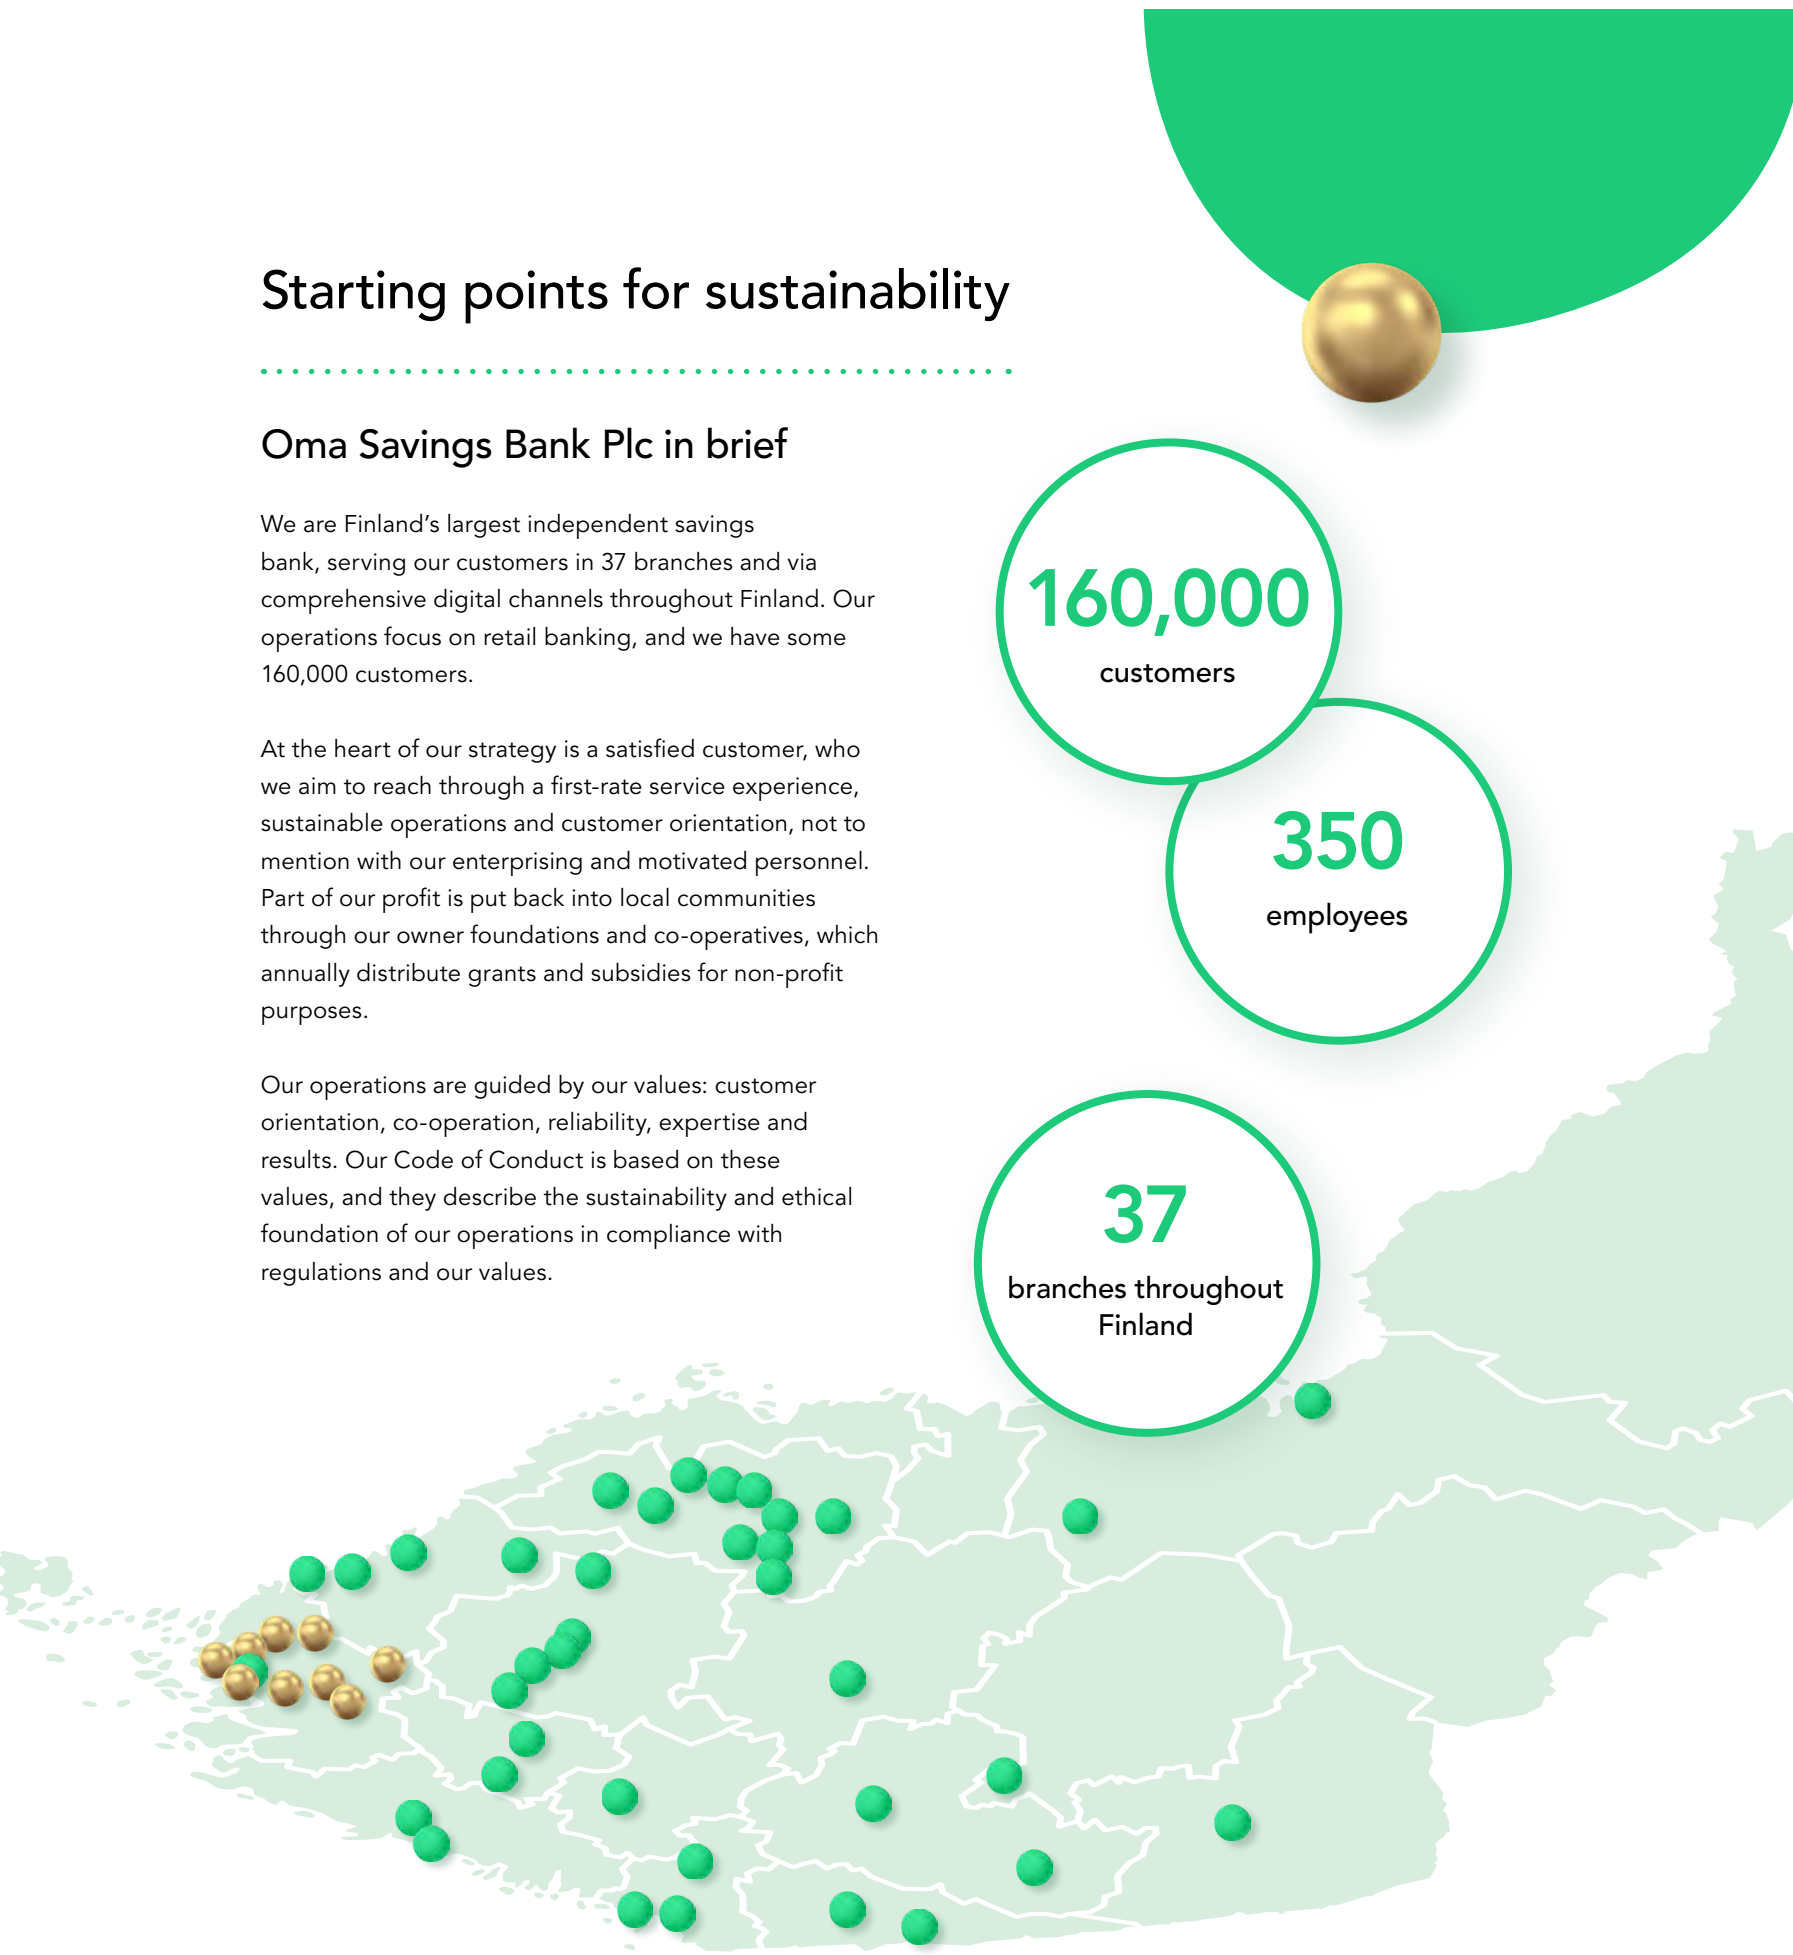 Starting points for sustainability
Oma Savings Bank Plc in brief
We are Finland’s largest independent savings
bank, serving our customers in 37 branches and via
comprehensive digital channels throughout Finland. Our
operations focus on retail banking, and we have some
160,000 customers.
At the heart of our strategy is a satisfied customer, who
we aim to reach through a first-rate service experience,
sustainable operations and customer orientation, not to
mention with our enterprising and motivated personnel.
Part of our profit is put back into local communities
through our owner foundations and co-operatives, which
annually distribute grants and subsidies for non-profit
purposes.
Our operations are guided by our values: customer
orientation, co-operation, reliability, expertise and
results. Our Code of Conduct is based on these
values, and they describe the sustainability and ethical
foundation of our operations in compliance with
regulations and our values.
160,000
customers
350
employees
37
branches throughout
Finland